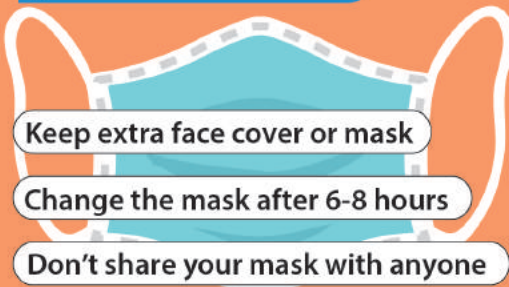 Keep extra face cover or mask
Change the mask after 6-8 hours
Don't share your mask with anyone